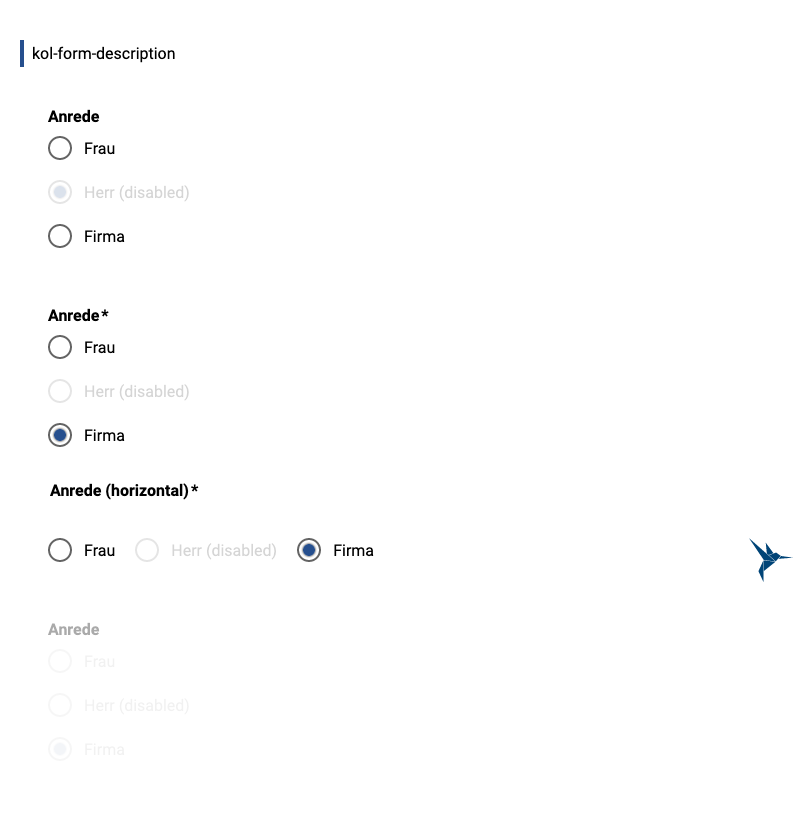 kol-form-description
Anrede
Frau
Herr (disabled)
Firma
Anrede*
Frau
Herr (disabled)
Firma
Anrede (horizontal)*
Frau Herr (disabled) Firma
Anrede
Frau
Herr (disabled)
Firma